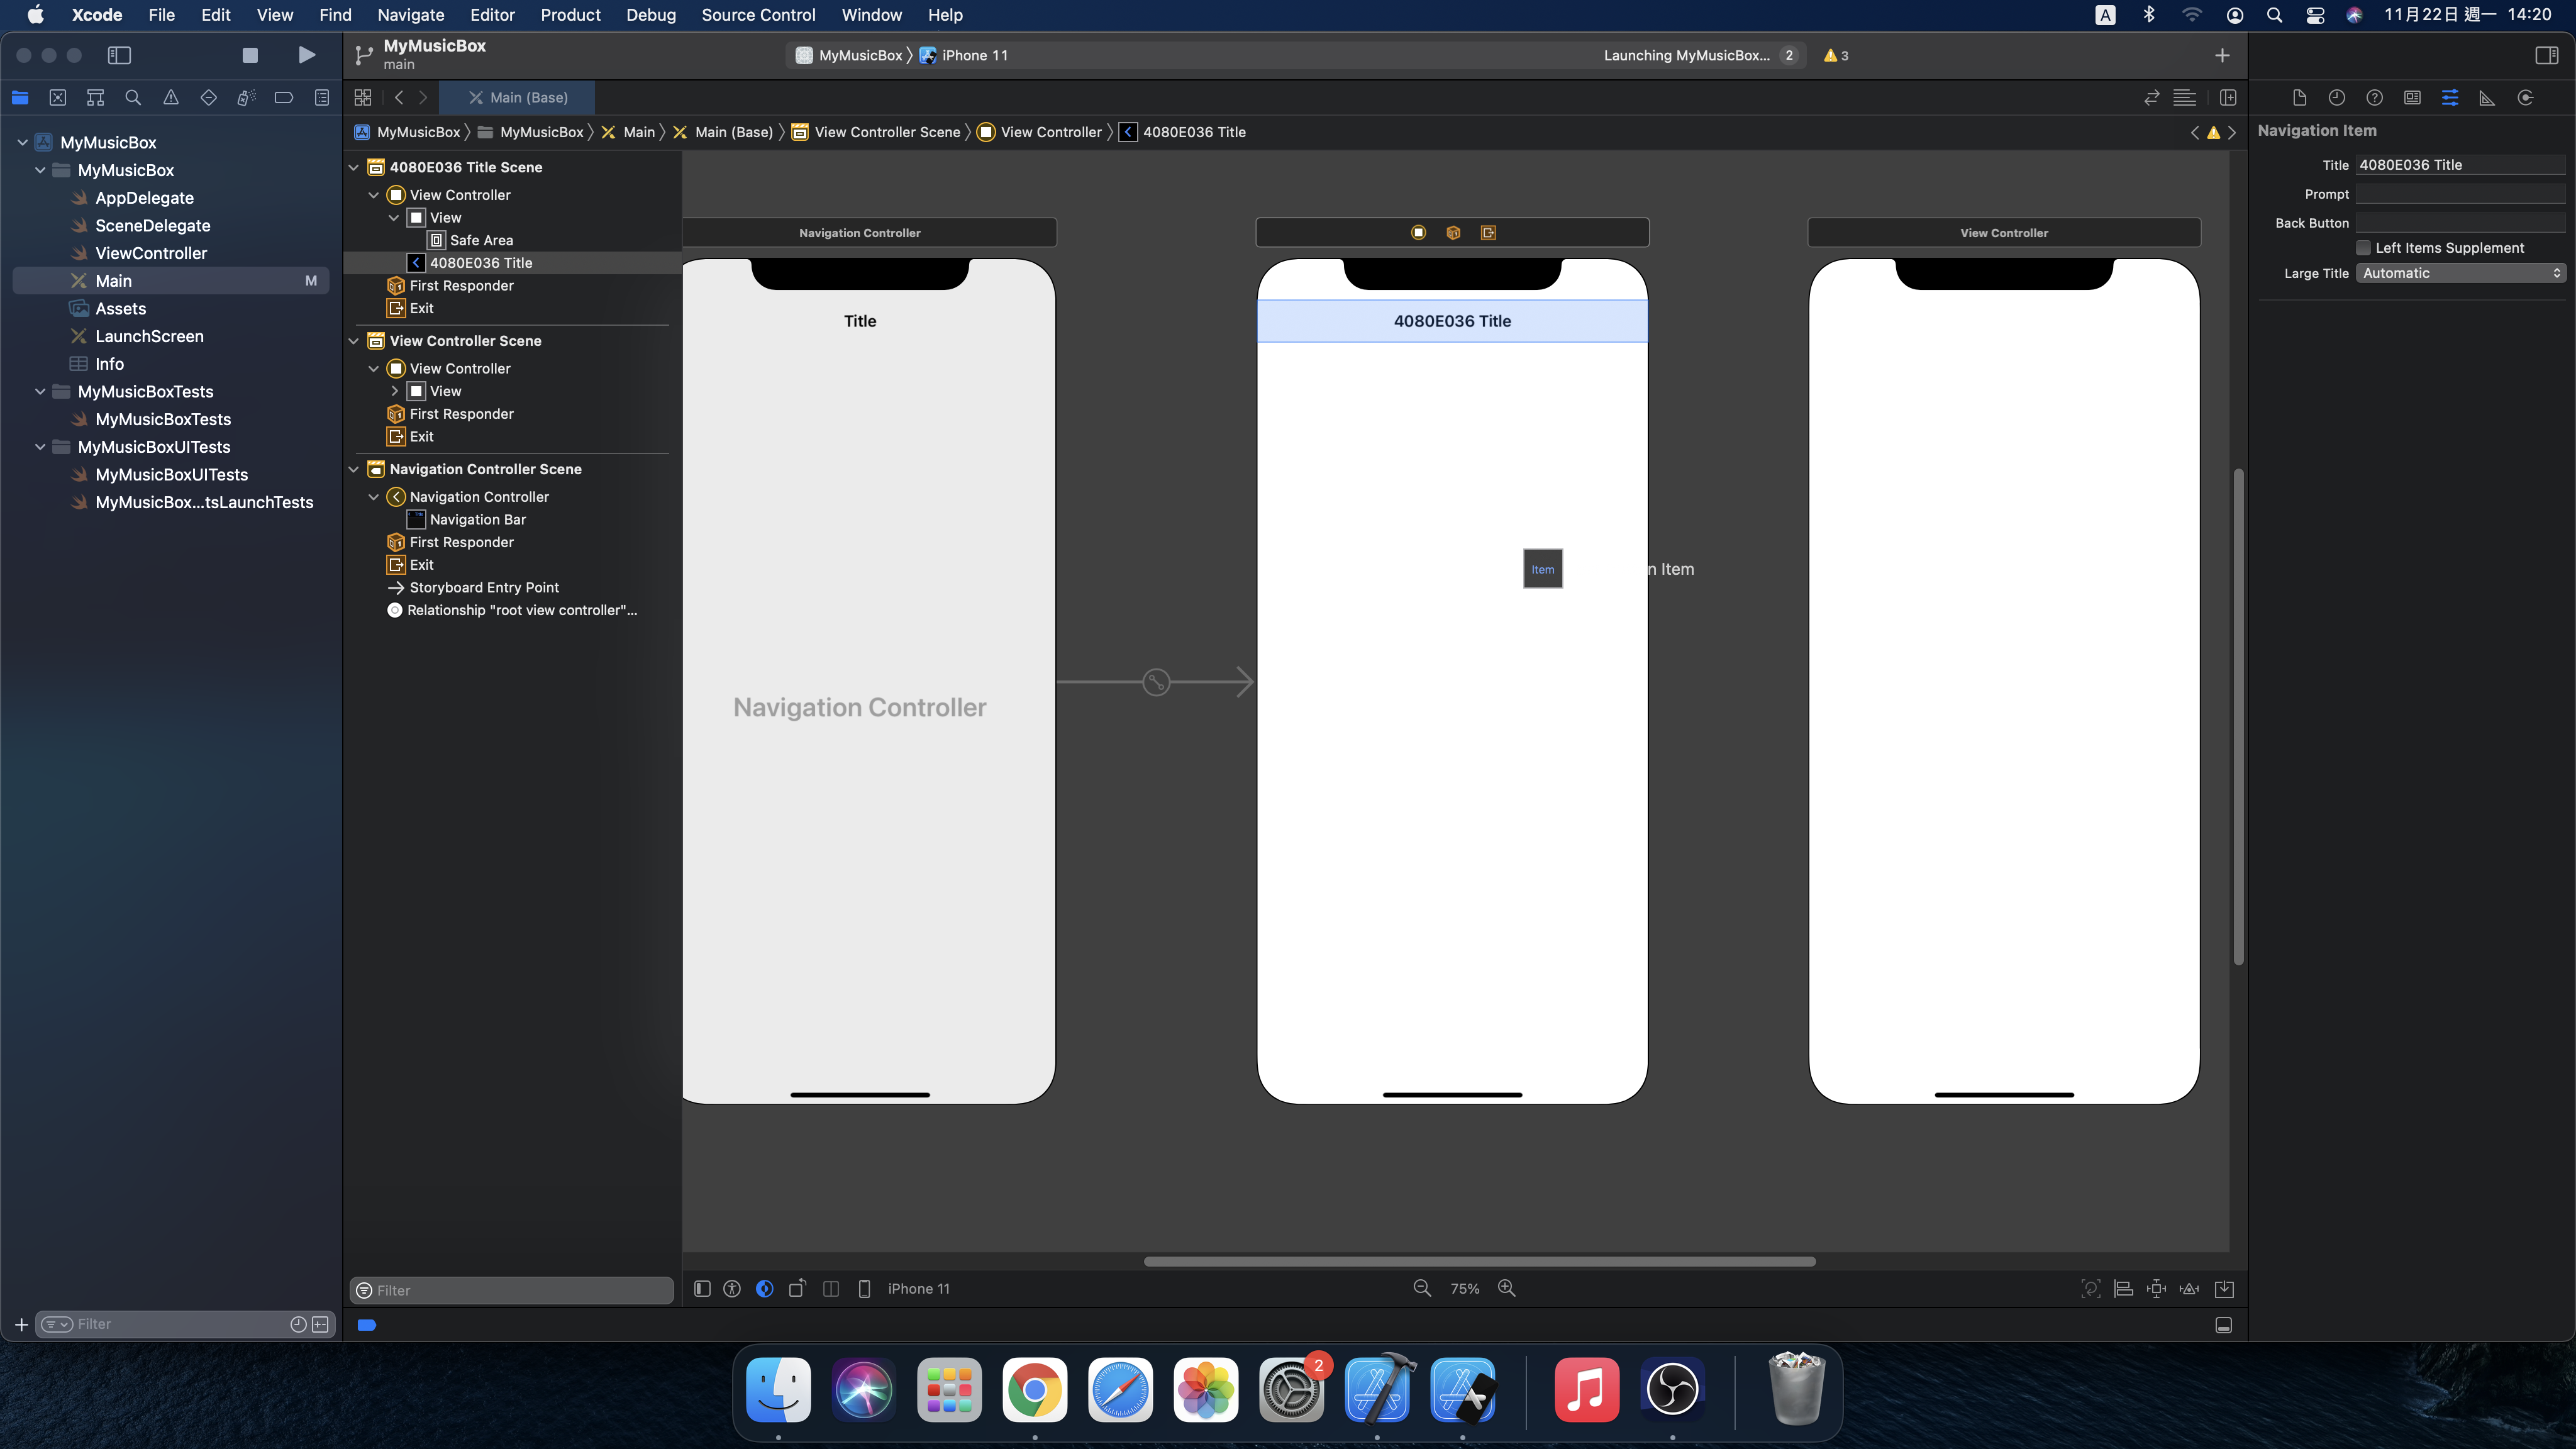 Xcode File Edit View Find Navigate Editor Product Debug Source Control Window Help
A 11月22日 週一 14:20
MyMusicBox
main
MyMusicBox iPhone 11
Launching MyMusicBox... 2 3
Main (Base)
MyMusicBox MyMusicBox Main Main (Base) View Controller Scene View Controller 4080E036 Title
MyMusicBox
MyMusicBox
AppDelegate
SceneDelegate
ViewController
Main M
Assets
LaunchScreen
Info
MyMusicBoxTests
MyMusicBoxTests
MyMusicBoxUITests
MyMusicBoxUITests
MyMusicBox...tsLaunchTests
Filter
4080E036 Title Scene
View Controller
View
Safe Area
4080E036 Title
First Responder
Exit
View Controller Scene
View Controller
View
First Responder
Exit
Navigation Controller Scene
Navigation Controller
Navigation Bar
First Responder
Exit
Storyboard Entry Point
Relationship "root view controller"...
Filter
Navigation Controller
Title
Navigation Controller
4080E036 Title
Item
n Item
View Controller
iPhone 11
75%
Navigation Item
Title 4080E036 Title
Prompt
Back Button
Left Items Supplement
Large Title Automatic
2